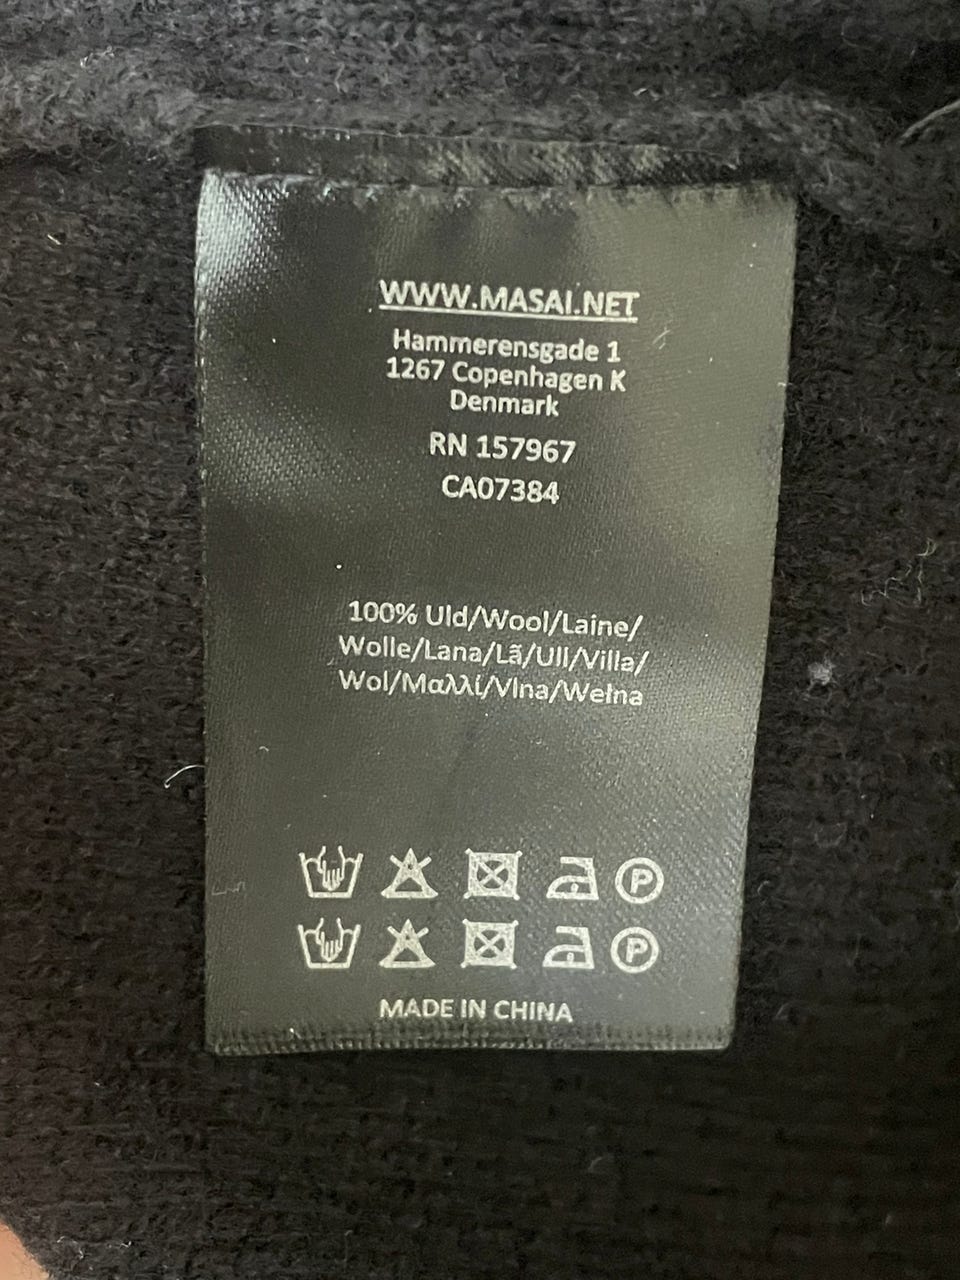 WWW.MASAI.NET
Hammerensgade 1
1267 Copenhagen K
Denmark
RN 157967
CA07384
100% Uld/Wool/Laine/
Wolle/Lana/Lã/Ull/Villa/
Wol/Μαλλί/Vlna/Wełna
P
P
MADE IN CHINA